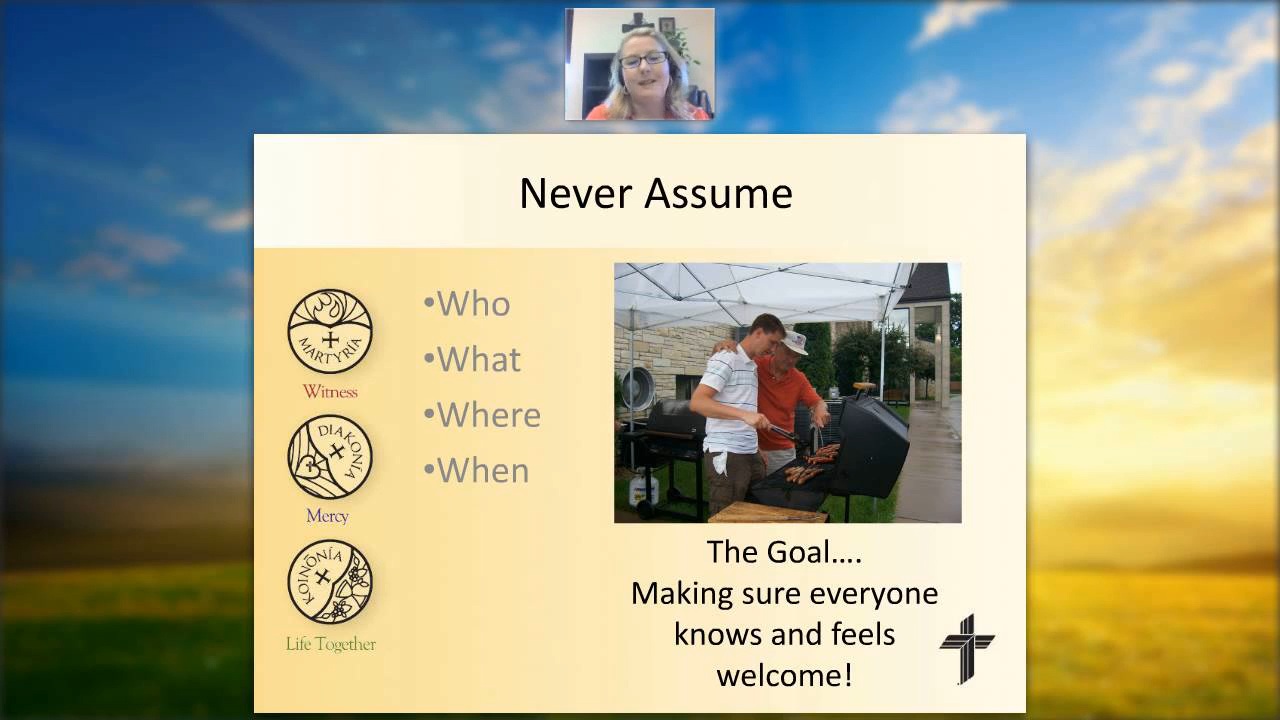 Never Assume
MARTYRIA
Witness
DIAKONIA
Mercy
KOINŌNÍA
Life Together
•Who
•What
•Where
•When
The Goal....
Making sure everyone
knows and feels
welcome!